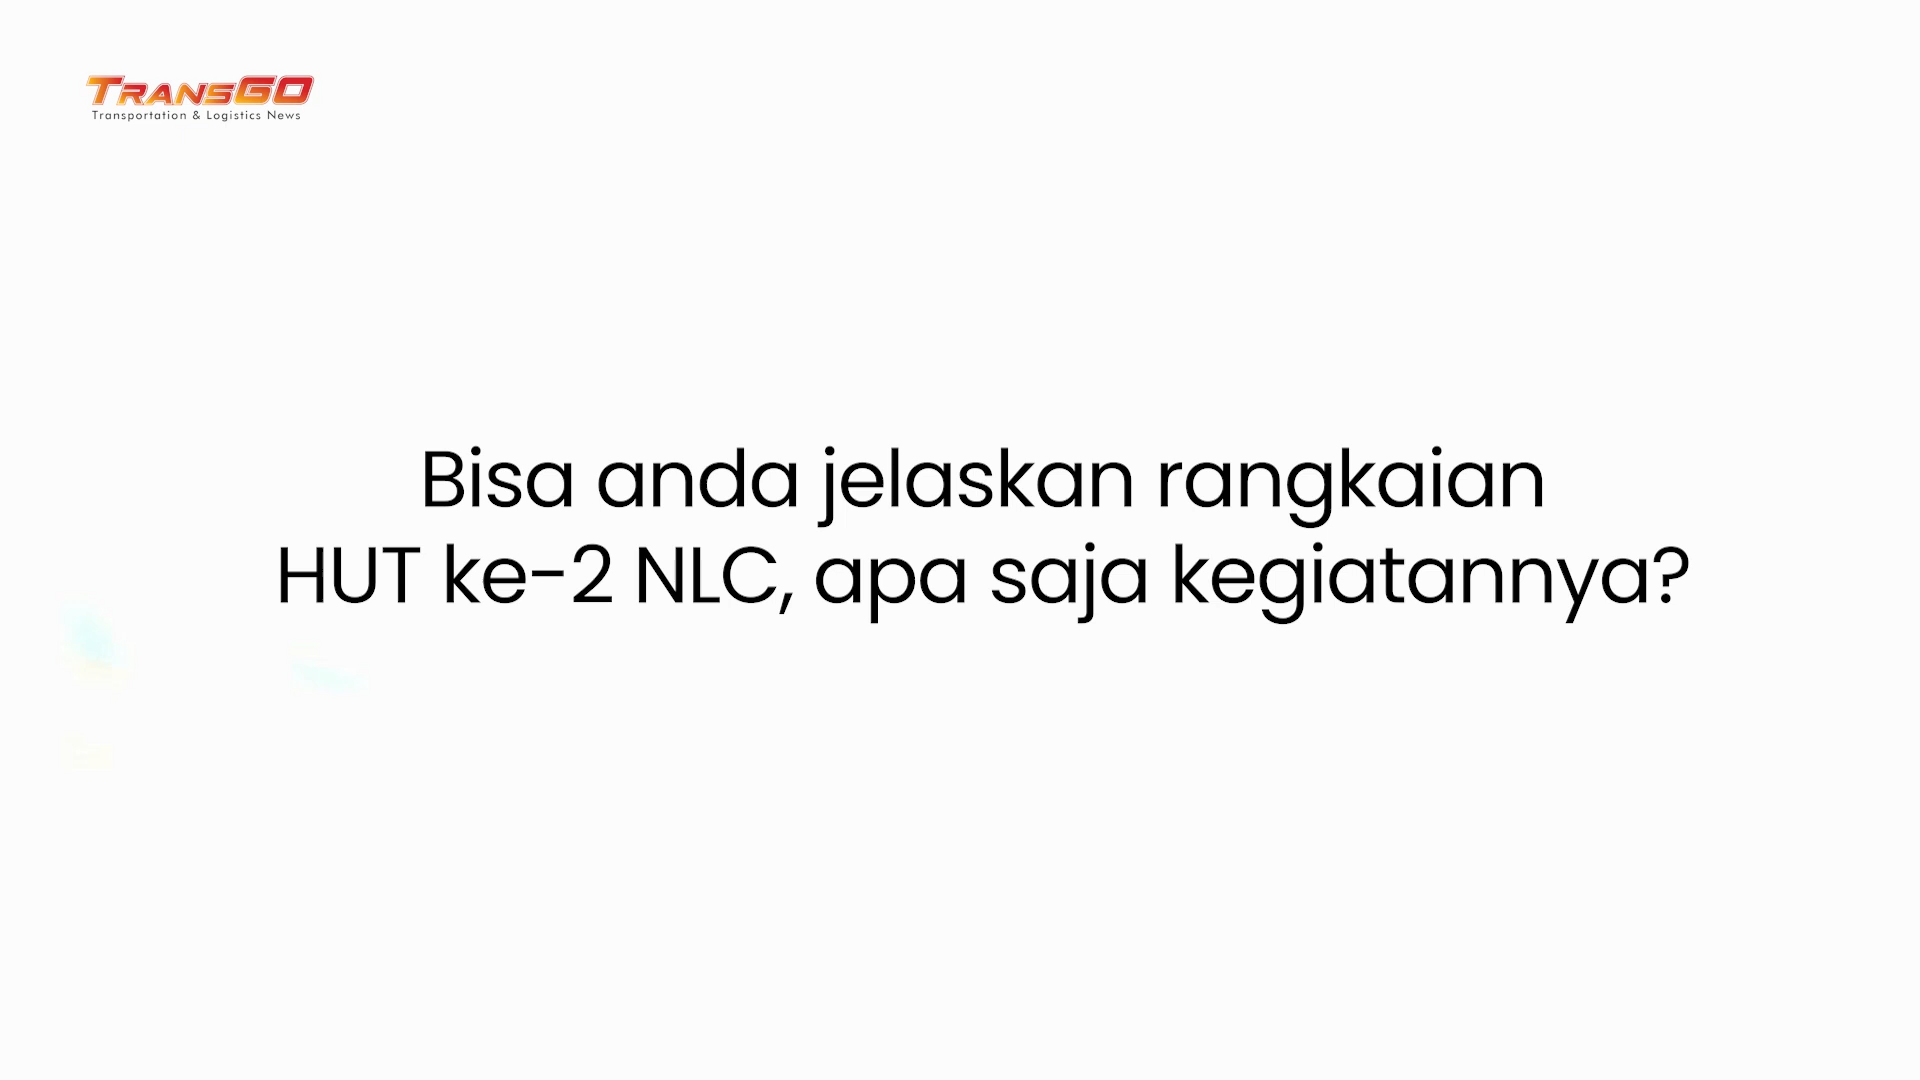 TRANSGO
Transportation & Logistics News
Bisa anda jelaskan rangkaian
HUT ke-2 NLC, apa saja kegiatannya?